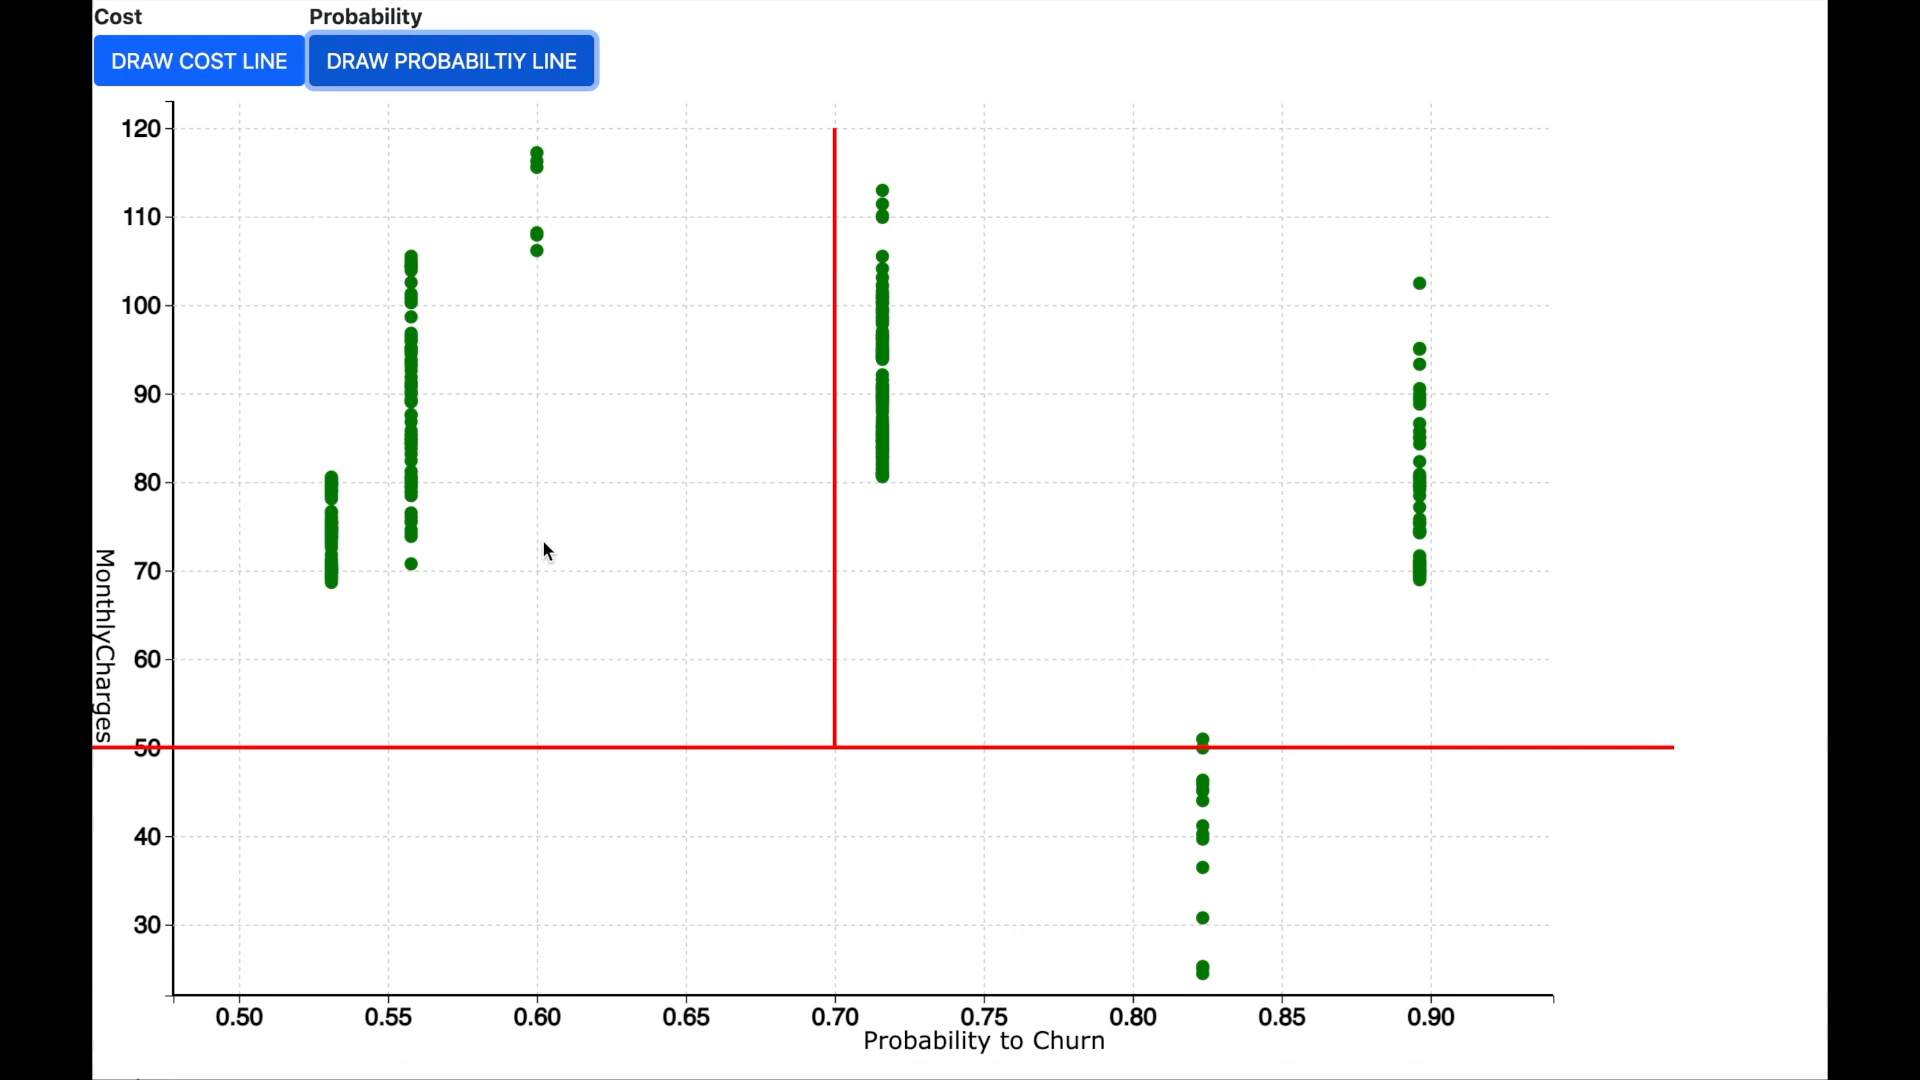 Cost
Probability
DRAW COST LINE
DRAW PROBABILTIY LINE
120
110
100
90
80
70
60
50
40
30
MonthlyCharges
0.50 0.55 0.60 0.65 0.70 0.75 0.80 0.85 0.90
Probability to Churn